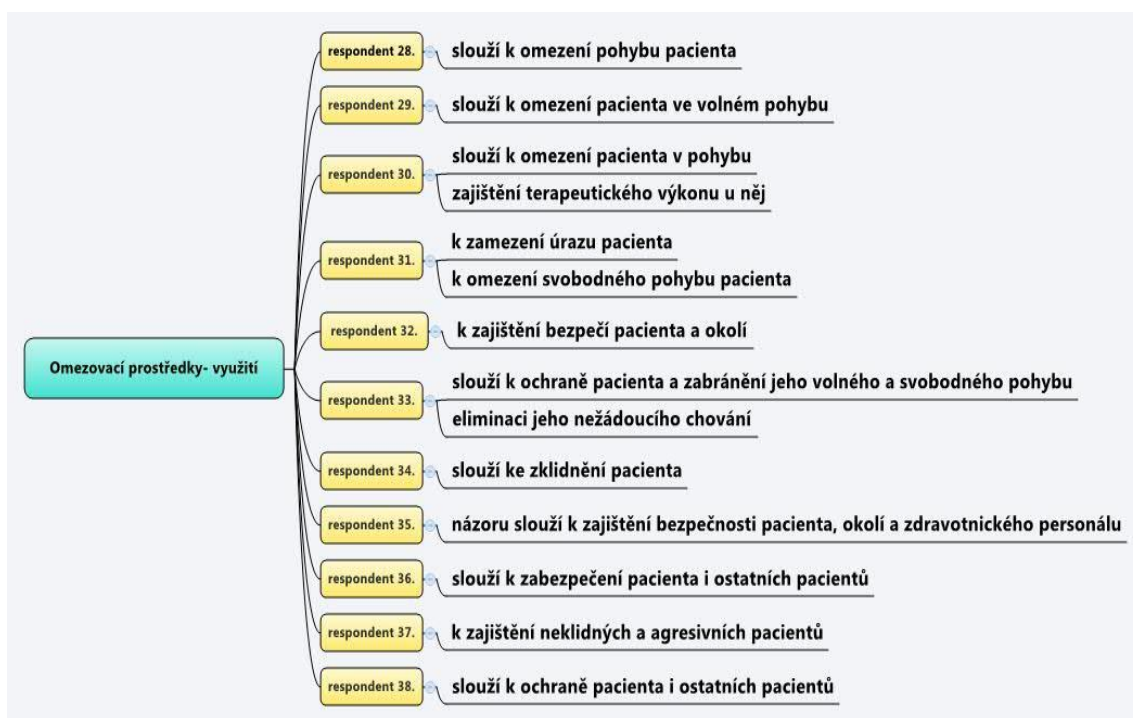 Omezovací prostředky- využití
respondent 28.
slouží k omezení pohybu pacienta
respondent 29.
slouží k omezení pacienta ve volném pohybu
respondent 30.
slouží k omezení pacienta v pohybu
zajištění terapeutického výkonu u něj
respondent 31.
k zamezení úrazu pacienta
k omezení svobodného pohybu pacienta
respondent 32.
k zajištění bezpečí pacienta a okolí
respondent 33.
slouží k ochraně pacienta a zabránění jeho volného a svobodného pohybu
eliminaci jeho nežádoucího chování
respondent 34.
slouží ke zklidnění pacienta
respondent 35.
názoru slouží k zajištění bezpečnosti pacienta, okolí a zdravotnického personálu
respondent 36.
slouží k zabezpečení pacienta i ostatních pacientů
respondent 37.
k zajištění neklidných a agresivních pacientů
respondent 38.
slouží k ochraně pacienta i ostatních pacientů